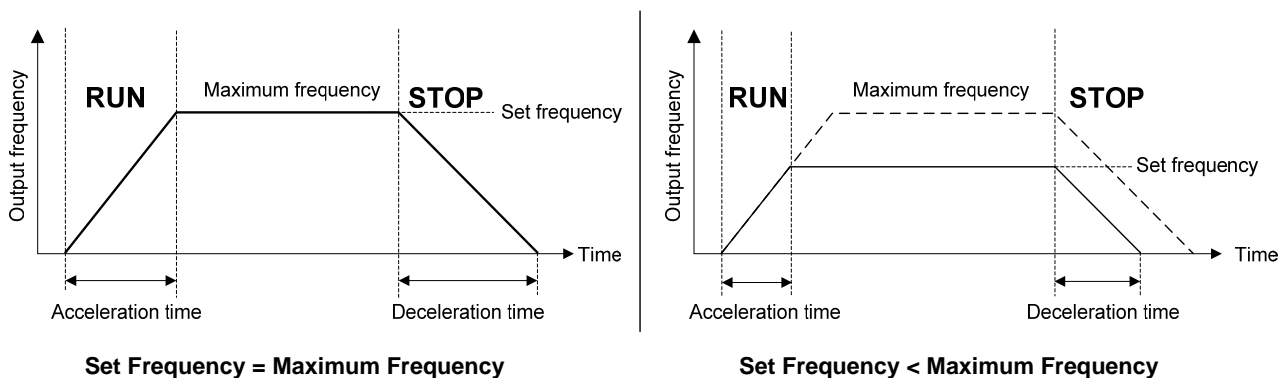 Output frequency
RUN
Maximum frequency
STOP
Set frequency
Time
Acceleration time
Deceleration time
Set Frequency = Maximum Frequency
Output frequency
RUN
Maximum frequency
STOP
Set frequency
Time
Acceleration time
Deceleration time
Set Frequency < Maximum Frequency